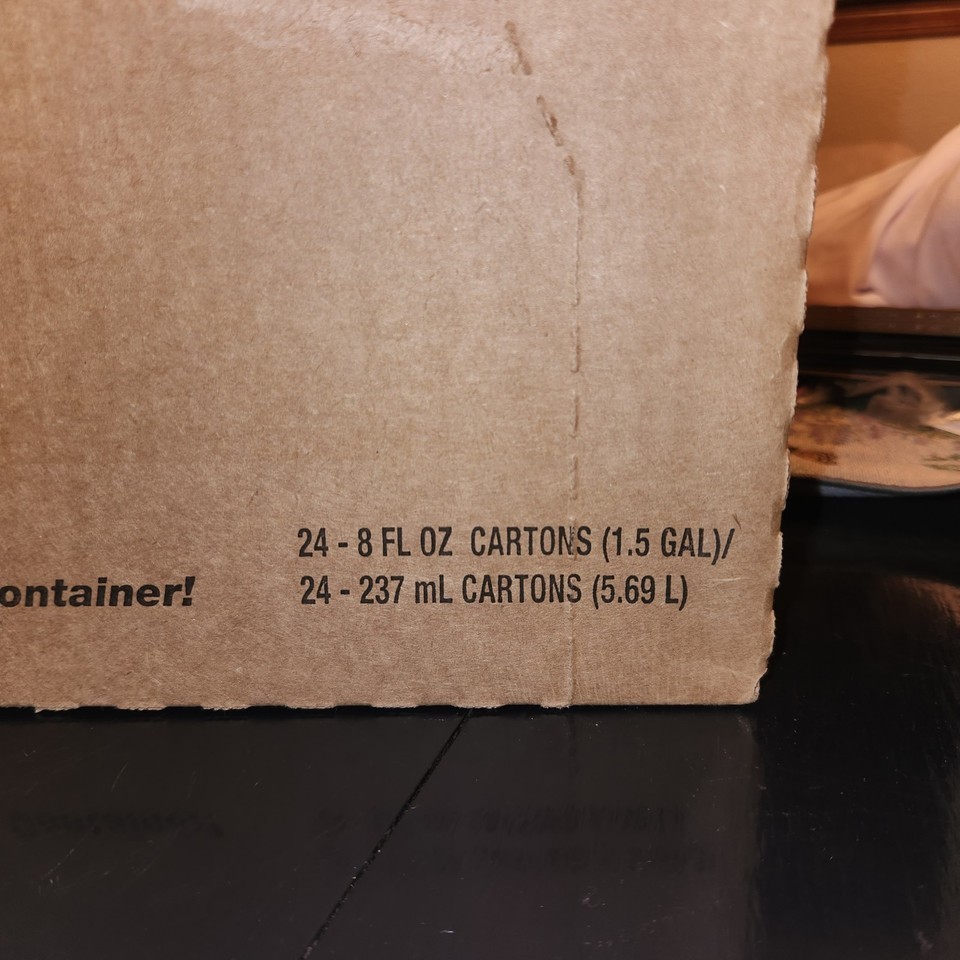 24 - 8 FL OZ CARTONS (1.5 GAL)/
24 - 237 mL CARTONS (5.69 L)
ontainer!